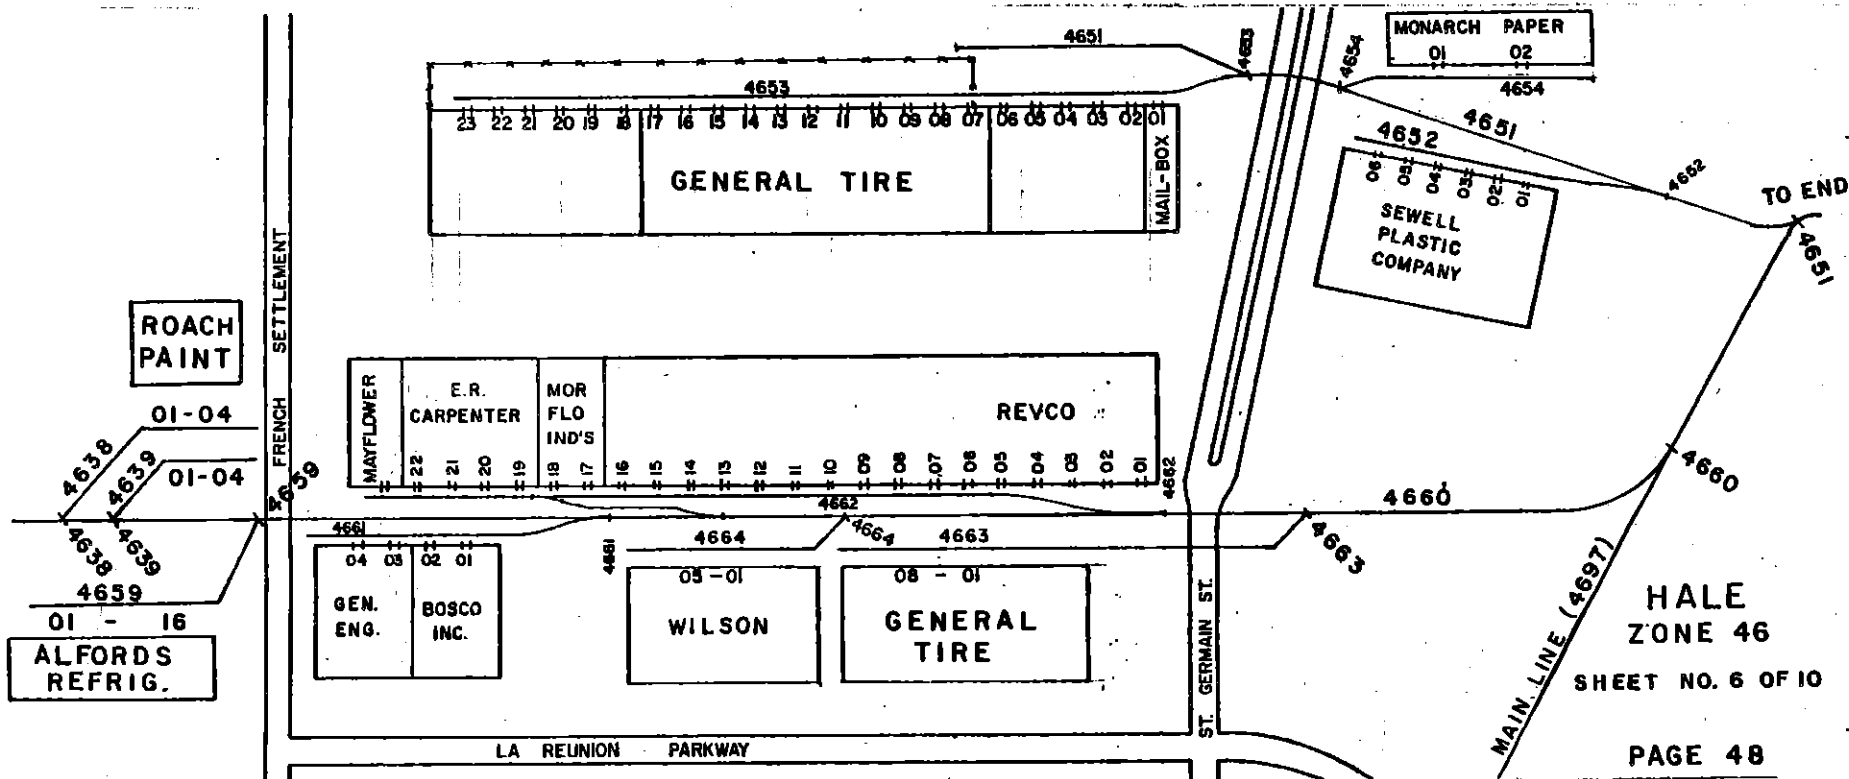 4651
4653
4654
MONARCH PAPER
01 02
4654
4653
23 22 21 20 19 18 17 16 15 14 13 12 11 10 09 08 07 06 05 04 03 02 01
GENERAL TIRE
MAIL-BOX
4651
4652
06 05 04 03 02 01
SEWELL
PLASTIC
COMPANY
4652
TO END
4651
FRENCH SETTLEMENT
ROACH
PAINT
01-04
4638
4639
01-04
4638
4639
4659
4659
01 - 16
ALFORDS
REFRIG.
MAYFLOWER
E.R.
CARPENTER
MOR
FLO
IND'S
REVCO
22 21 20 19 18 17 16 15 14 13 12 11 10 09 08 07 06 05 04 03 02 01
4662
4662
4660
4660
4661
04 03 02 01
4661
GEN.
ENG.
BOSCO
INC.
4664
4664
05-01
WILSON
4663
08 - 01
GENERAL
TIRE
4663
ST. GERMAIN ST.
MAIN LINE (4697)
LA REUNION PARKWAY
HALE
ZONE 46
SHEET NO. 6 OF 10
PAGE 48